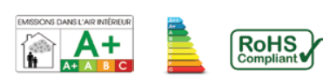 EMISSIONS DANS L'AIR INTÉRIEUR
A+
A+ A B C
RoHS
Compliant